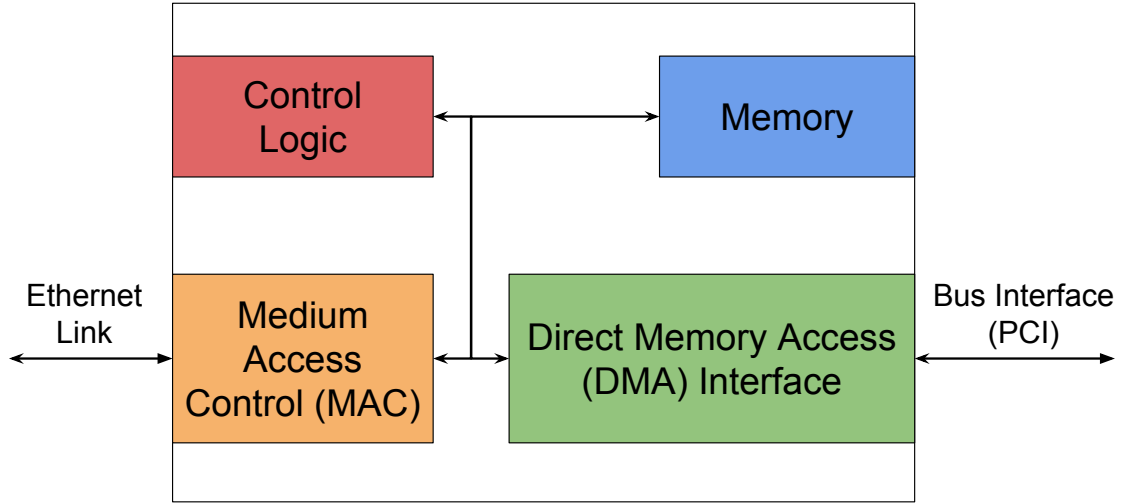 Control
Logic
Memory
Ethernet
Link
Medium
Access
Control (MAC)
Direct Memory Access
(DMA) Interface
Bus Interface
(PCI)